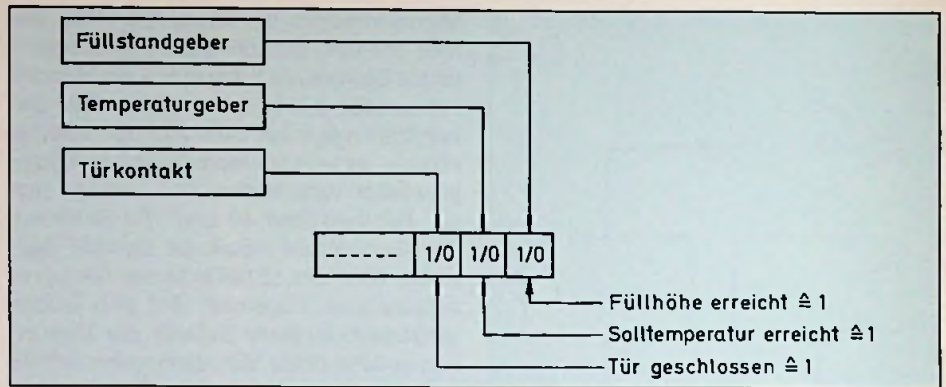 Füllstandgeber
Temperaturgeber
Türkontakt
------ 1/0 1/0 1/0
Füllhöhe erreicht ≙ 1
Solltemperatur erreicht ≙1
Tür geschlossen ≙ 1